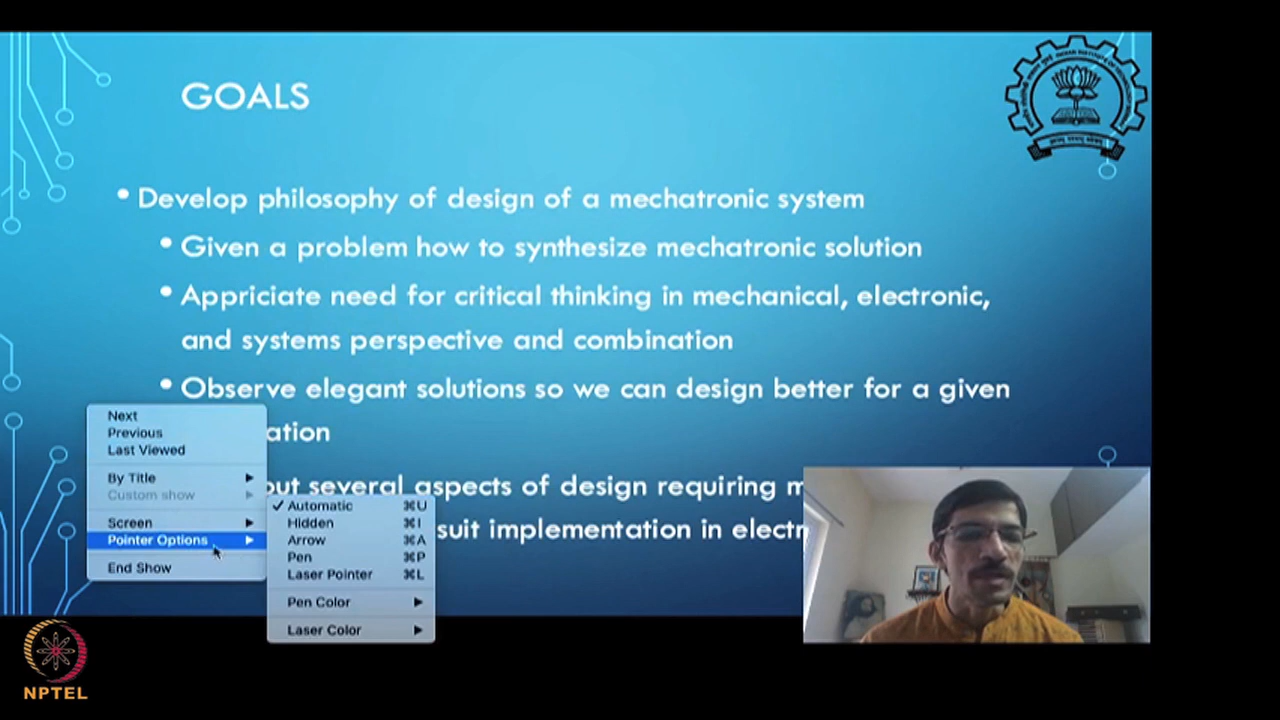 GOALS
• Develop philosophy of design of a mechatronic system
• Given a problem how to synthesize mechatronic solution
• Appriciate need for critical thinking in mechanical, electronic,
and systems perspective and combination
• Observe elegant solutions so we can design better for a given
ation
out several aspects of design requiring m
suit implementation in electr
Next
Previous
Last Viewed
By Title
Custom show
Screen
Pointer Options
End Show
✓ Automatic ⌘U
Hidden ⌘I
Arrow ⌘A
Pen ⌘P
Laser Pointer ⌘L
Pen Color
Laser Color
NPTEL